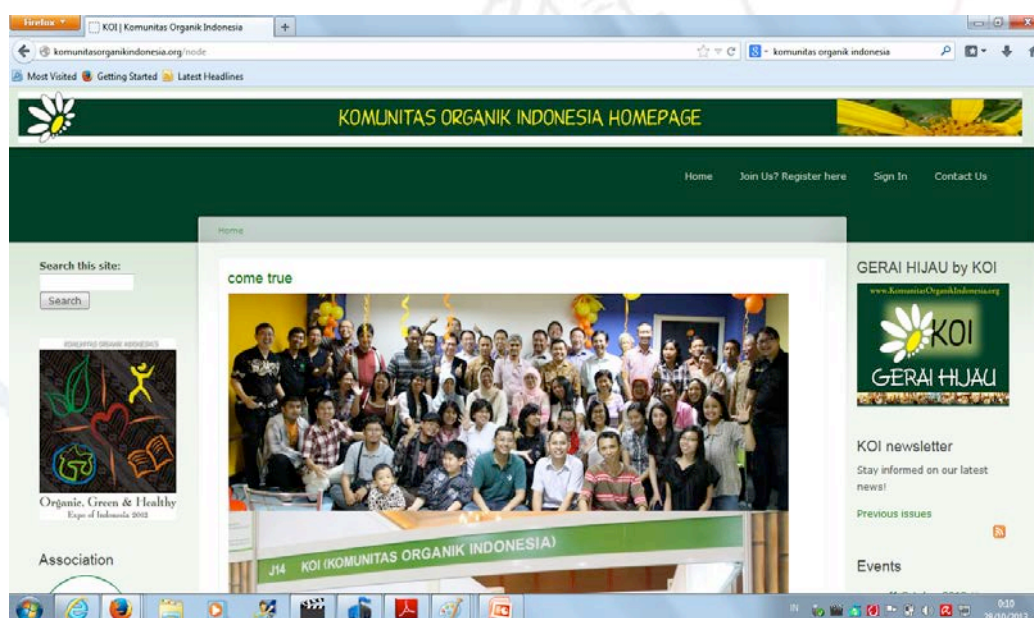 Firefox
KOI | Komunitas Organik Indonesia
komunitasorganikindonesia.org/node
komunitas organik indonesia
Most Visited
Getting Started
Latest Headlines
KOMUNITAS ORGANIK INDONESIA HOMEPAGE
Home
Join Us? Register here
Sign In
Contact Us
Home
Search this site:
Search
KOMUNITAS ORGANIK INDONESIA
Organic, Green & Healthy
Expo of Indonesia 2012
Association
come true
J14 KOI (KOMUNITAS ORGANIK INDONESIA)
GERAI HIJAU by KOI
www.KomunitasOrganikIndonesia.org
KOI
GERAI HIJAU
KOI newsletter
Stay informed on our latest
news!
Previous issues
Events
IN
0:10